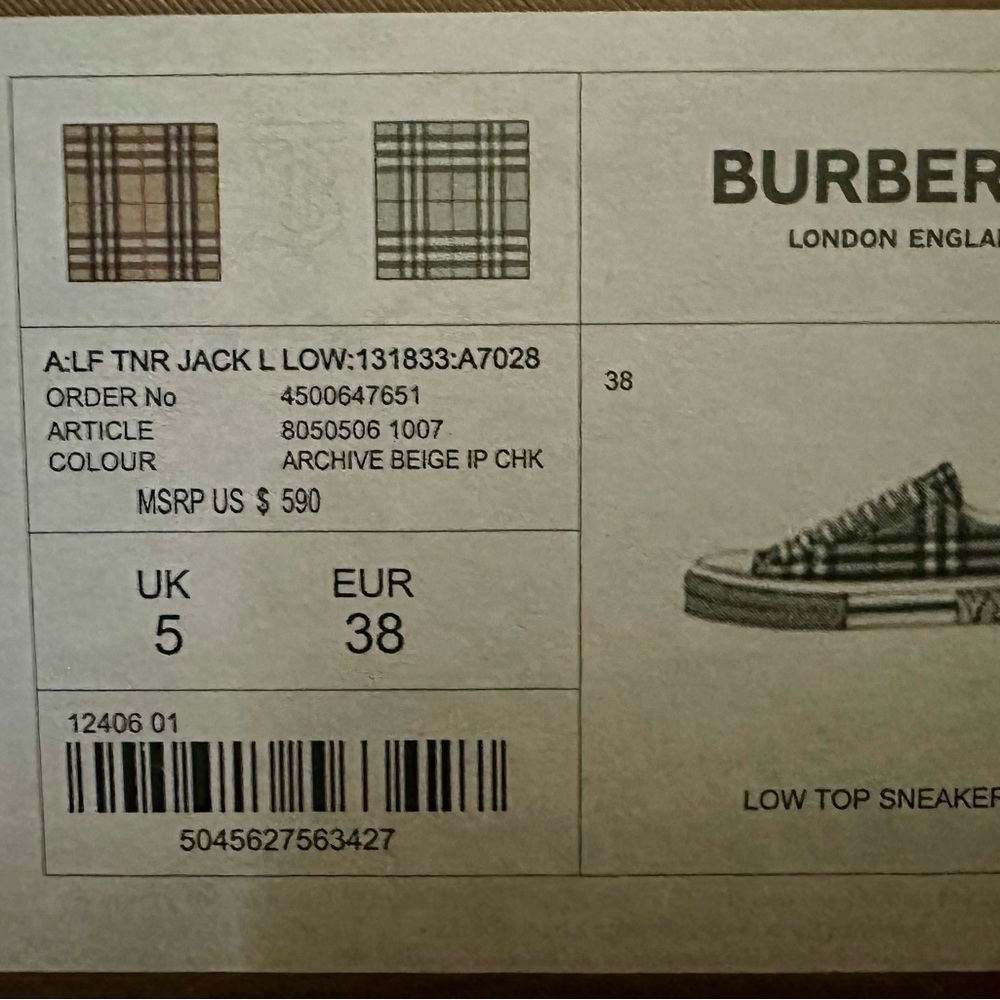 A:LF TNR JACK L LOW:131833:A7028
ORDER No 4500647651
ARTICLE 8050506 1007
COLOUR ARCHIVE BEIGE IP CHK
MSRP US $ 590
UK EUR
5 38
12406 01
5045627563427
BURBER
LONDON ENGLA
38
LOW TOP SNEAKER